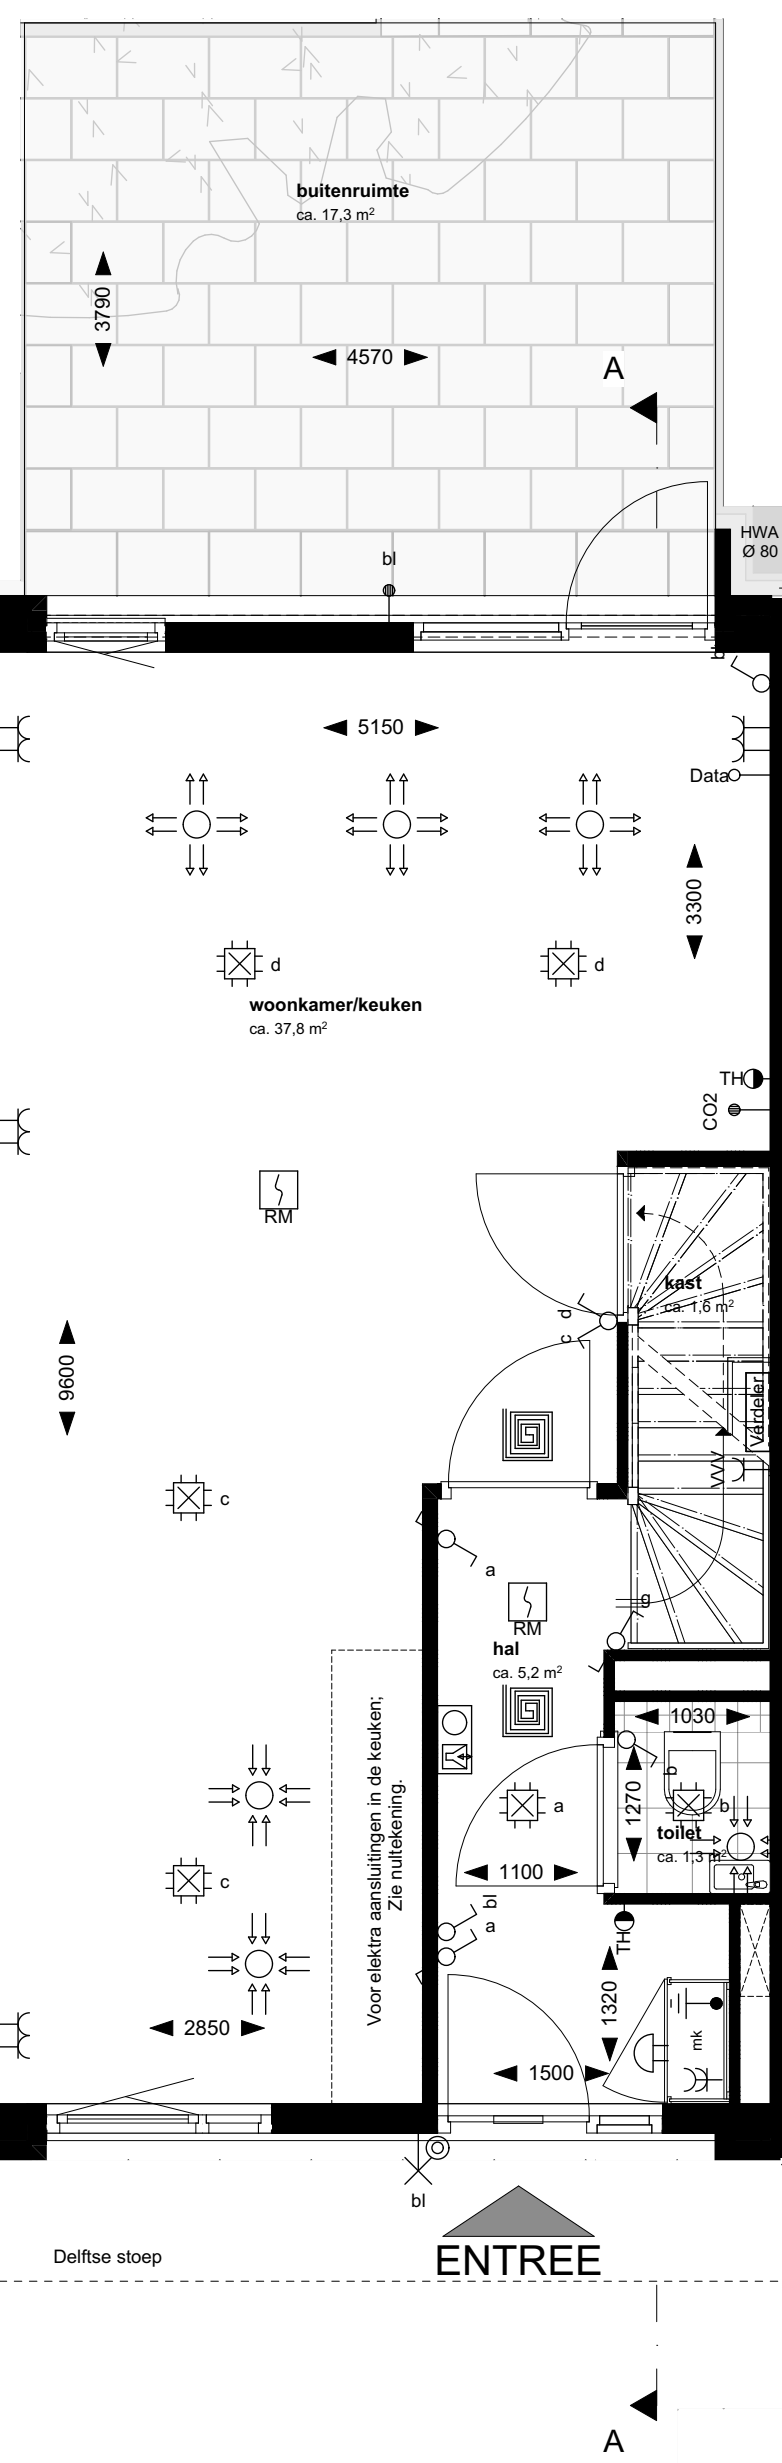 buitenruimte
ca. 17,3 m²
3790
4570
A
HWA
Ø 80
bl
5150
Data
3300
d
d
woonkamer/keuken
ca. 37,8 m²
TH
CO2
RM
kast
ca. 1,6 m²
d
c
9600
Verdeler
VVV
c
a
g
RM
hal
ca. 5,2 m²
Voor elektra aansluitingen in de keuken;
Zie nultekening.
1030
b
1270
a
b
toilet
ca. 1,3 m²
1100
c
bl
a
TH
1320
2850
1500
mk
bl
Delftse stoep
ENTREE
A